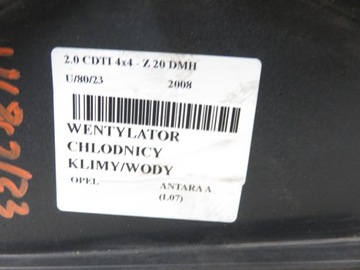 2.0 CDTI 4x4 - Z 20 DMH
U/80/23 2008
WENTYLATOR
CHLODNICY
KLIMY/WODY
OPEL ANTARA A
(L07)